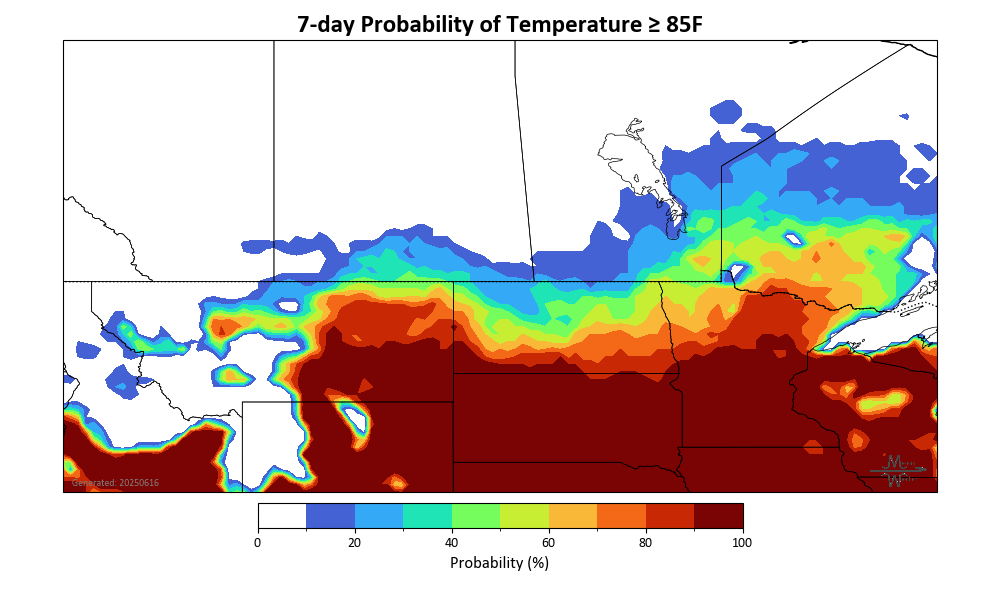 7-day Probability of Temperature ≥ 85F
Generated: 20250616
0 20 40 60 80 100
Probability (%)